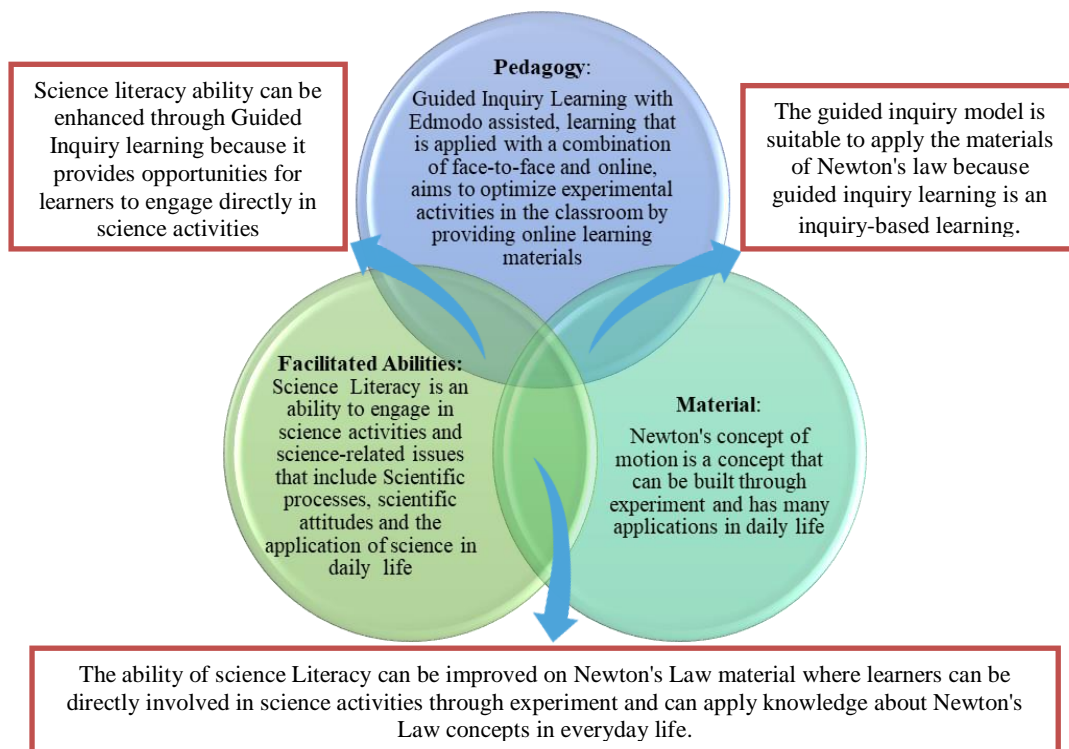 Pedagogy:
Guided Inquiry Learning with
Edmodo assisted, learning that
is applied with a combination
of face-to-face and online,
aims to optimize experimental
activities in the classroom by
providing online learning
materials
Science literacy ability can be
enhanced through Guided
Inquiry learning because it
provides opportunities for
learners to engage directly in
science activities
The guided inquiry model is
suitable to apply the materials
of Newton's law because
guided inquiry learning is an
inquiry-based learning.
Facilitated Abilities:
Science Literacy is an
ability to engage in
science activities and
science-related issues
that include Scientific
processes, scientific
attitudes and the
application of science in
daily life
Material:
Newton's concept of
motion is a concept that
can be built through
experiment and has many
applications in daily life
The ability of science Literacy can be improved on Newton's Law material where learners can be
directly involved in science activities through experiment and can apply knowledge about Newton's
Law concepts in everyday life.